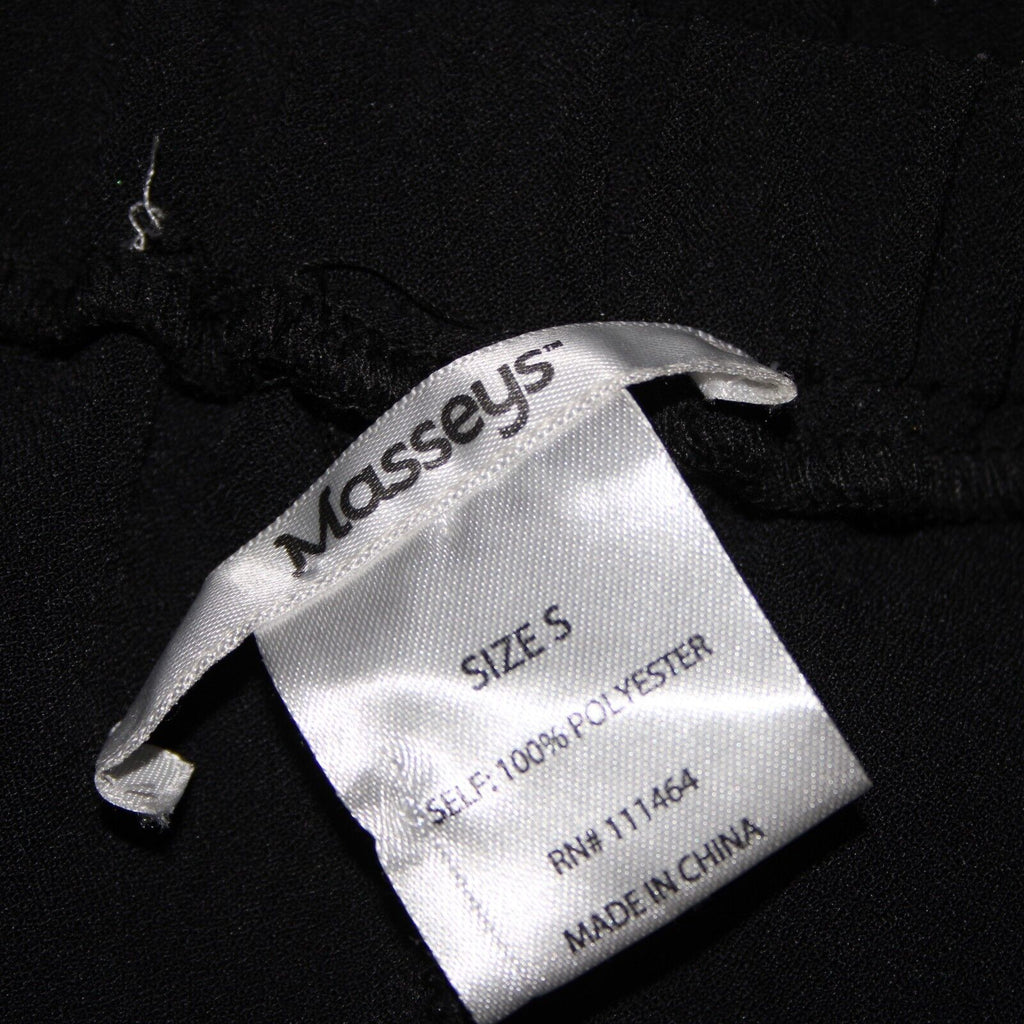 Masseys™
SIZE S
SELF: 100% POLYESTER
RN# 111464
MADE IN CHINA